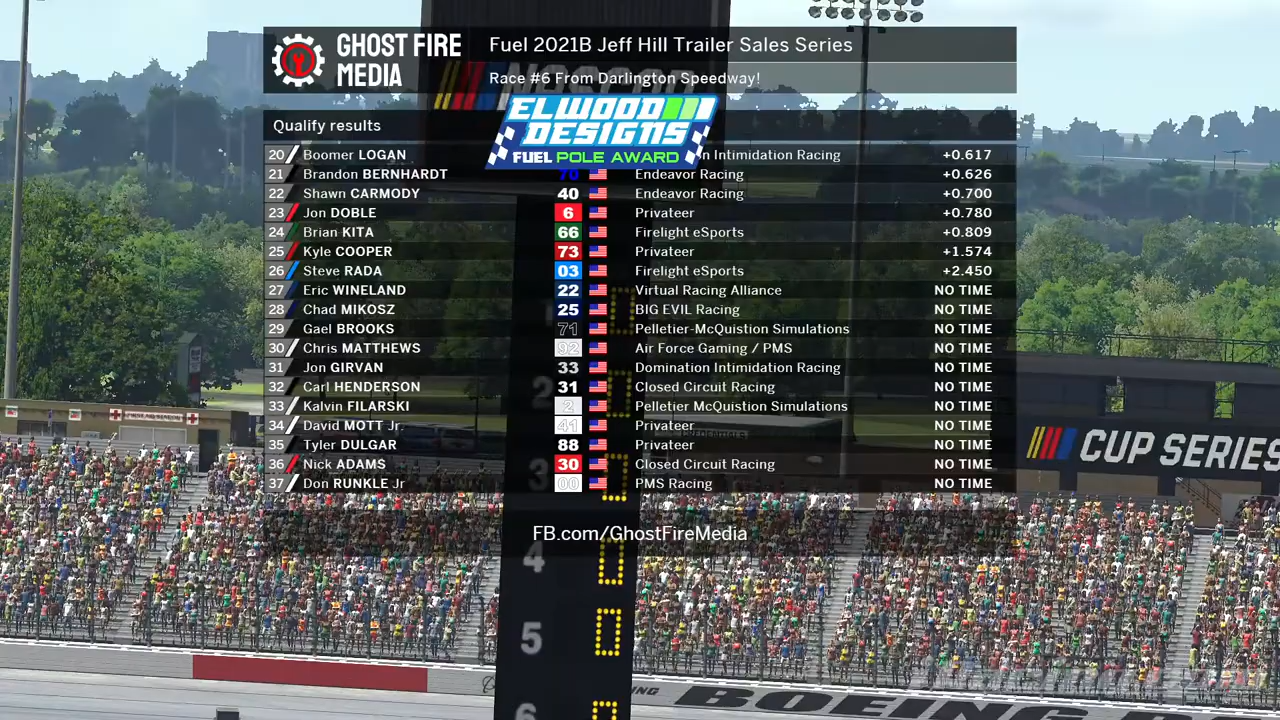 GHOST FIRE
MEDIA
Fuel 2021B Jeff Hill Trailer Sales Series
Race #6 From Darlington Speedway!
ELWOOD
DESIGNS
FUEL POLE AWARD
Qualify results
20 Boomer LOGAN n Intimidation Racing +0.617
21 Brandon BERNHARDT 70 Endeavor Racing +0.626
22 Shawn CARMODY 40 Endeavor Racing +0.700
23 Jon DOBLE 6 Privateer +0.780
24 Brian KITA 66 Firelight eSports +0.809
25 Kyle COOPER 73 Privateer +1.574
26 Steve RADA 03 Firelight eSports +2.450
27 Eric WINELAND 22 Virtual Racing Alliance NO TIME
28 Chad MIKOSZ 25 BIG EVIL Racing NO TIME
29 Gael BROOKS 71 Pelletier-McQuistion Simulations NO TIME
30 Chris MATTHEWS 92 Air Force Gaming / PMS NO TIME
31 Jon GIRVAN 33 Domination Intimidation Racing NO TIME
32 Carl HENDERSON 31 Closed Circuit Racing NO TIME
33 Kalvin FILARSKI 2 Pelletier McQuistion Simulations NO TIME
34 David MOTT Jr. 41 Privateer NO TIME
35 Tyler DULGAR 88 Privateer NO TIME
36 Nick ADAMS 30 Closed Circuit Racing NO TIME
37 Don RUNKLE Jr 00 PMS Racing NO TIME
CUP SERIES
FB.com/GhostFireMedia
2 0
3 0
4 0
5 0
6 0
BOEING